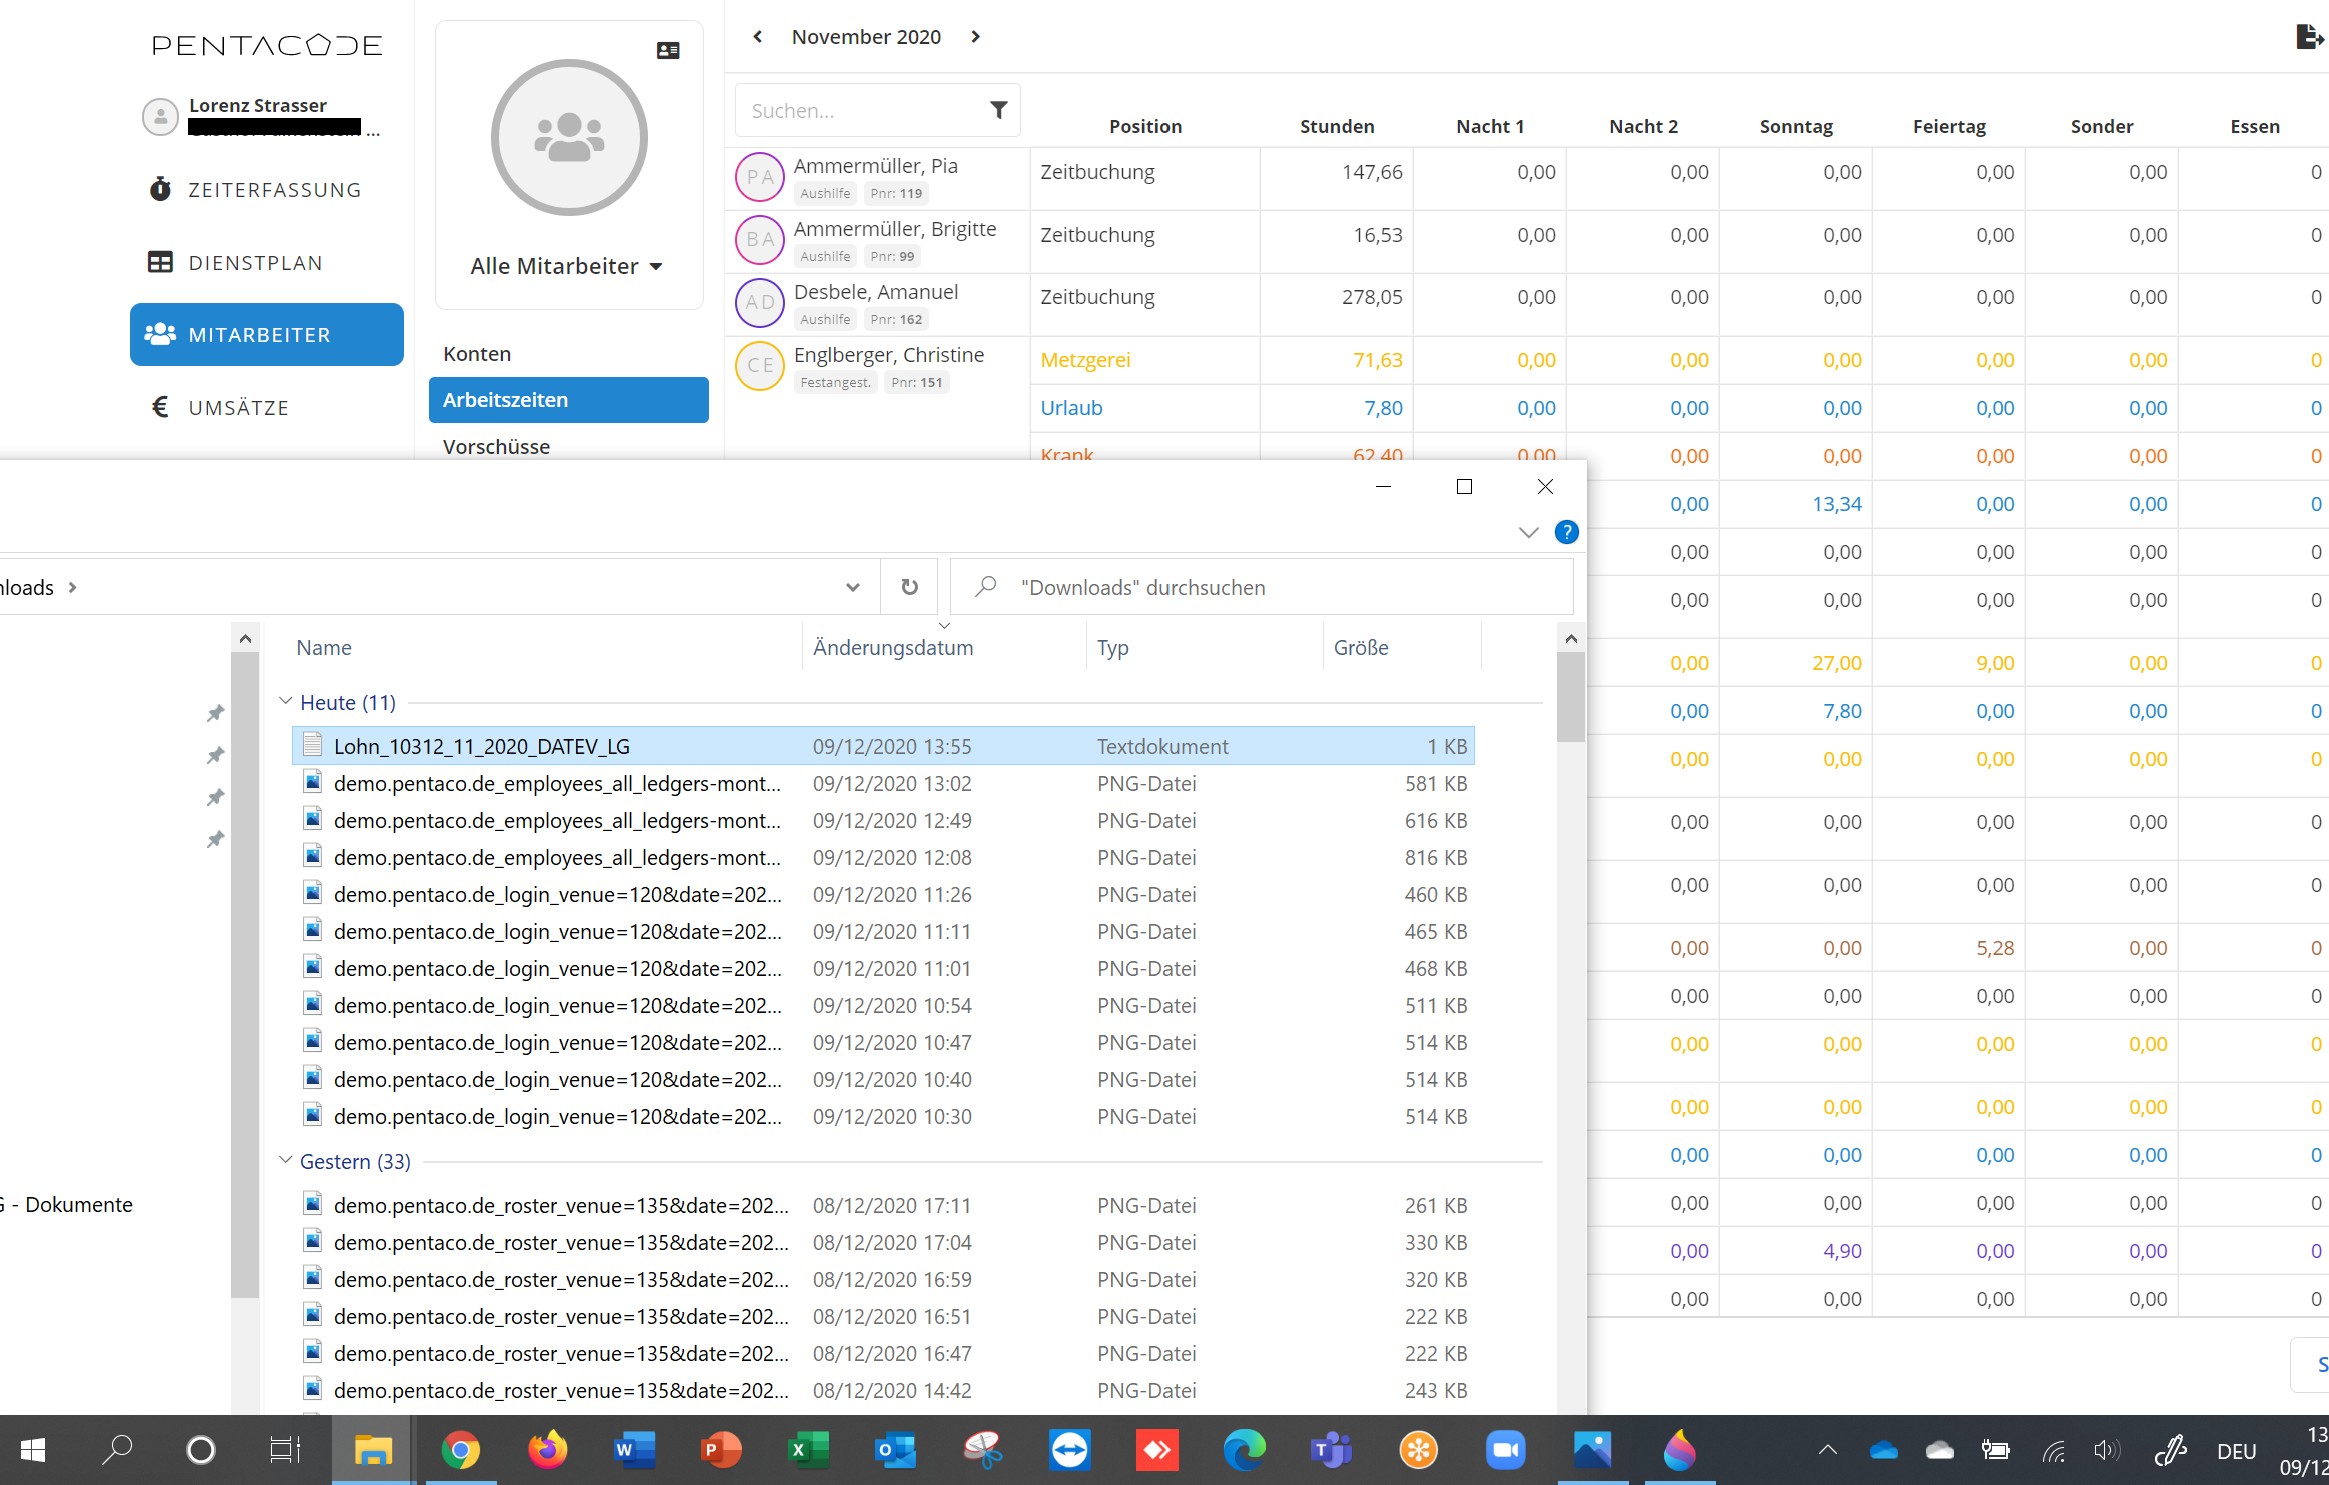 PENTACODE
Lorenz Strasser
...
ZEITERFASSUNG
DIENSTPLAN
MITARBEITER
€ UMSÄTZE
Alle Mitarbeiter
Konten
Arbeitszeiten
Vorschüsse
November 2020
Suchen...
Position Stunden Nacht 1 Nacht 2 Sonntag Feiertag Sonder Essen
PA Ammermüller, Pia Zeitbuchung 147,66 0,00 0,00 0,00 0,00 0,00 0
Aushilfe Pnr: 119
BA Ammermüller, Brigitte Zeitbuchung 16,53 0,00 0,00 0,00 0,00 0,00 0
Aushilfe Pnr: 99
AD Desbele, Amanuel Zeitbuchung 278,05 0,00 0,00 0,00 0,00 0,00 0
Aushilfe Pnr: 162
CE Englberger, Christine Metzgerei 71,63 0,00 0,00 0,00 0,00 0,00 0
Festangest. Pnr: 151
Urlaub 7,80 0,00 0,00 0,00 0,00 0,00 0
Krank 62,40 0,00 0,00 0,00 0,00 0,00 0
0,00 13,34 0,00 0,00 0
0,00 0,00 0,00 0,00 0
0,00 0,00 0,00 0,00 0
0,00 27,00 9,00 0,00 0
0,00 7,80 0,00 0,00 0
0,00 0,00 0,00 0,00 0
0,00 0,00 0,00 0,00 0
0,00 0,00 0,00 0,00 0
0,00 0,00 5,28 0,00 0
0,00 0,00 0,00 0,00 0
0,00 0,00 0,00 0,00 0
0,00 0,00 0,00 0,00 0
0,00 0,00 0,00 0,00 0
0,00 0,00 0,00 0,00 0
0,00 4,90 0,00 0,00 0
0,00 0,00 0,00 0,00 0
S
?
nloads
"Downloads" durchsuchen
Name Änderungsdatum Typ Größe
Heute (11)
Lohn_10312_11_2020_DATEV_LG 09/12/2020 13:55 Textdokument 1 KB
demo.pentaco.de_employees_all_ledgers-mont... 09/12/2020 13:02 PNG-Datei 581 KB
demo.pentaco.de_employees_all_ledgers-mont... 09/12/2020 12:49 PNG-Datei 616 KB
demo.pentaco.de_employees_all_ledgers-mont... 09/12/2020 12:08 PNG-Datei 816 KB
demo.pentaco.de_login_venue=120&date=202... 09/12/2020 11:26 PNG-Datei 460 KB
demo.pentaco.de_login_venue=120&date=202... 09/12/2020 11:11 PNG-Datei 465 KB
demo.pentaco.de_login_venue=120&date=202... 09/12/2020 11:01 PNG-Datei 468 KB
demo.pentaco.de_login_venue=120&date=202... 09/12/2020 10:54 PNG-Datei 511 KB
demo.pentaco.de_login_venue=120&date=202... 09/12/2020 10:47 PNG-Datei 514 KB
demo.pentaco.de_login_venue=120&date=202... 09/12/2020 10:40 PNG-Datei 514 KB
demo.pentaco.de_login_venue=120&date=202... 09/12/2020 10:30 PNG-Datei 514 KB
Gestern (33)
demo.pentaco.de_roster_venue=135&date=202... 08/12/2020 17:11 PNG-Datei 261 KB
demo.pentaco.de_roster_venue=135&date=202... 08/12/2020 17:04 PNG-Datei 330 KB
demo.pentaco.de_roster_venue=135&date=202... 08/12/2020 16:59 PNG-Datei 320 KB
demo.pentaco.de_roster_venue=135&date=202... 08/12/2020 16:51 PNG-Datei 222 KB
demo.pentaco.de_roster_venue=135&date=202... 08/12/2020 16:47 PNG-Datei 222 KB
demo.pentaco.de_roster_venue=135&date=202... 08/12/2020 14:42 PNG-Datei 243 KB
G - Dokumente
W P X O T DEU
13
09/12